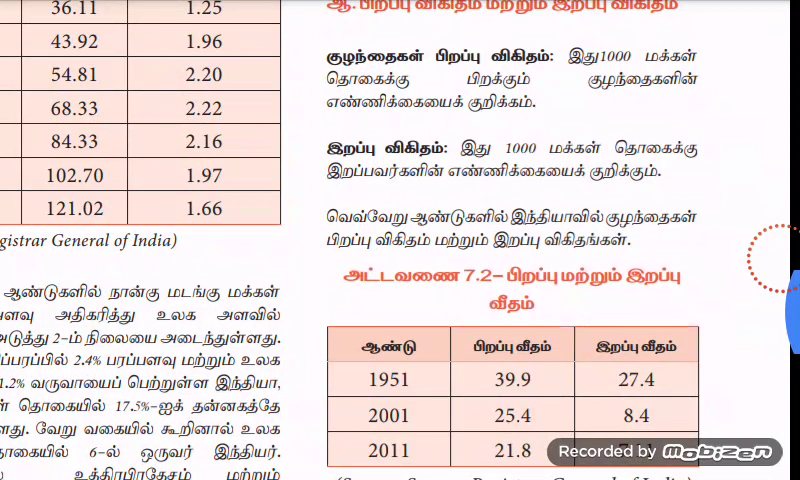 36.11 1.25
43.92 1.96
54.81 2.20
68.33 2.22
84.33 2.16
102.70 1.97
121.02 1.66
gistrar General of India)
ஆண்டுகளில் நான்கு மடங்கு மக்கள்
அதிகரித்து உலக அளவில்
2-ம் நிலையை அடைந்துள்ளது.
2.4% பரப்பளவு மற்றும் உலக
1.2% வருவாயைப் பெற்றுள்ள இந்தியா,
தொகையில் 17.5%-ஐக் தன்னகத்தே
வேறு வகையில் கூறினால் உலக
6-ல் ஒருவர் இந்தியர்.
உத்திரபிரதேசம் மற்றும்
ஆ. பிறப்பு விகிதம் மற்றும் இறப்பு விகிதம்
குழந்தைகள் பிறப்பு விகிதம்: இது1000 மக்கள்
தொகைக்கு பிறக்கும் குழந்தைகளின்
எண்ணிக்கையைக் குறிக்கம்.
இறப்பு விகிதம்: இது 1000 மக்கள் தொகைக்கு
இறப்பவர்களின் எண்ணிக்கையைக் குறிக்கும்.
வெவ்வேறு ஆண்டுகளில் இந்தியாவில் குழந்தைகள்
பிறப்பு விகிதம் மற்றும் இறப்பு விகிதங்கள்.
அட்டவணை 7.2– பிறப்பு மற்றும் இறப்பு
வீதம்
ஆண்டு பிறப்பு வீதம் இறப்பு வீதம்
1951 39.9 27.4
2001 25.4 8.4
2011 21.8
Recorded by Mobizen